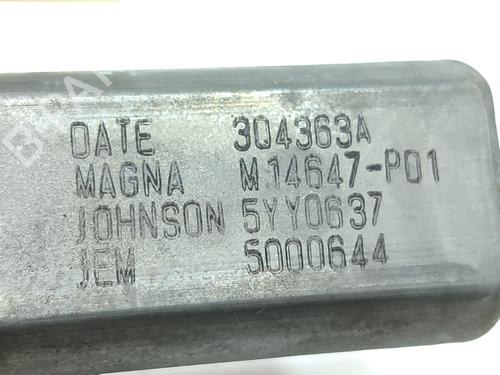 DATE 304363A
MAGNA M14647-P01
JOHNSON 5YY0637
JEM 5000644